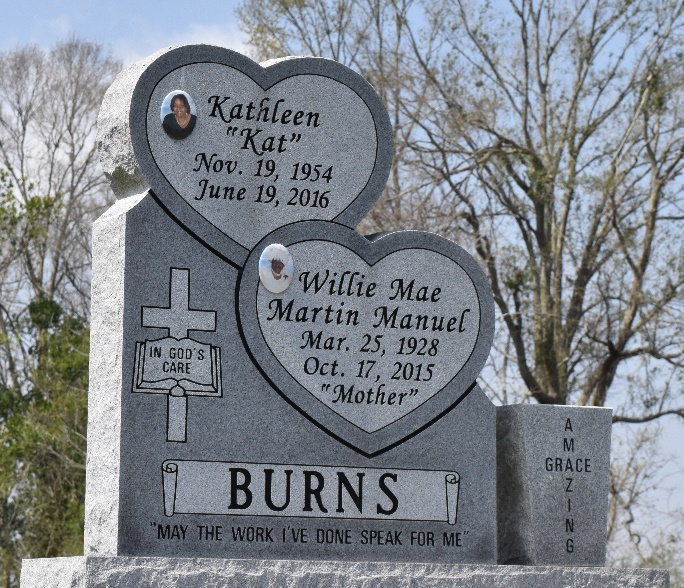 Kathleen
"Kat"
Nov. 19, 1954
June 19, 2016
Willie Mae
Martin Manuel
Mar. 25, 1928
Oct. 17, 2015
"Mother"
IN GOD'S
CARE
BURNS
"MAY THE WORK I'VE DONE SPEAK FOR ME"
AMAZING
GRACE